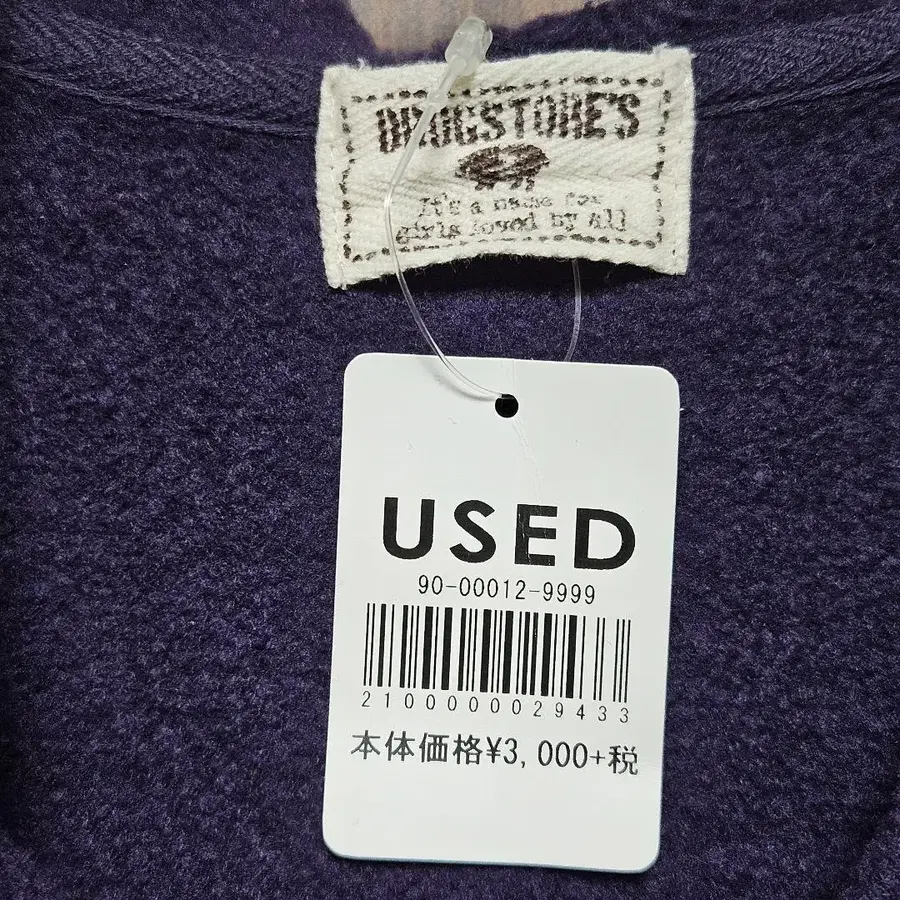 DRUGSTORE'S
It's a name for
girls loved by All
USED
90-00012-9999
2100000029433
本体価格¥3,000+税